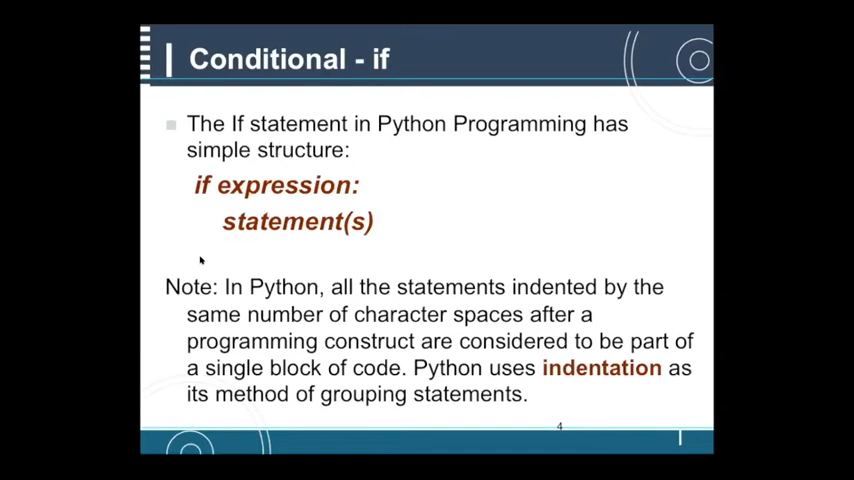 Conditional - if
The If statement in Python Programming has
simple structure:
if expression:
statement(s)
Note: In Python, all the statements indented by the
same number of character spaces after a
programming construct are considered to be part of
a single block of code. Python uses indentation as
its method of grouping statements.
4